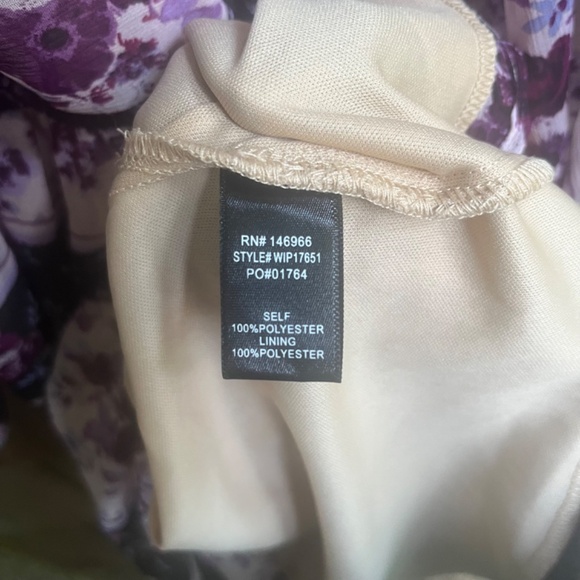 RN# 146966
STYLE# WIP17651
PO#01764
SELF
100%POLYESTER
LINING
100%POLYESTER